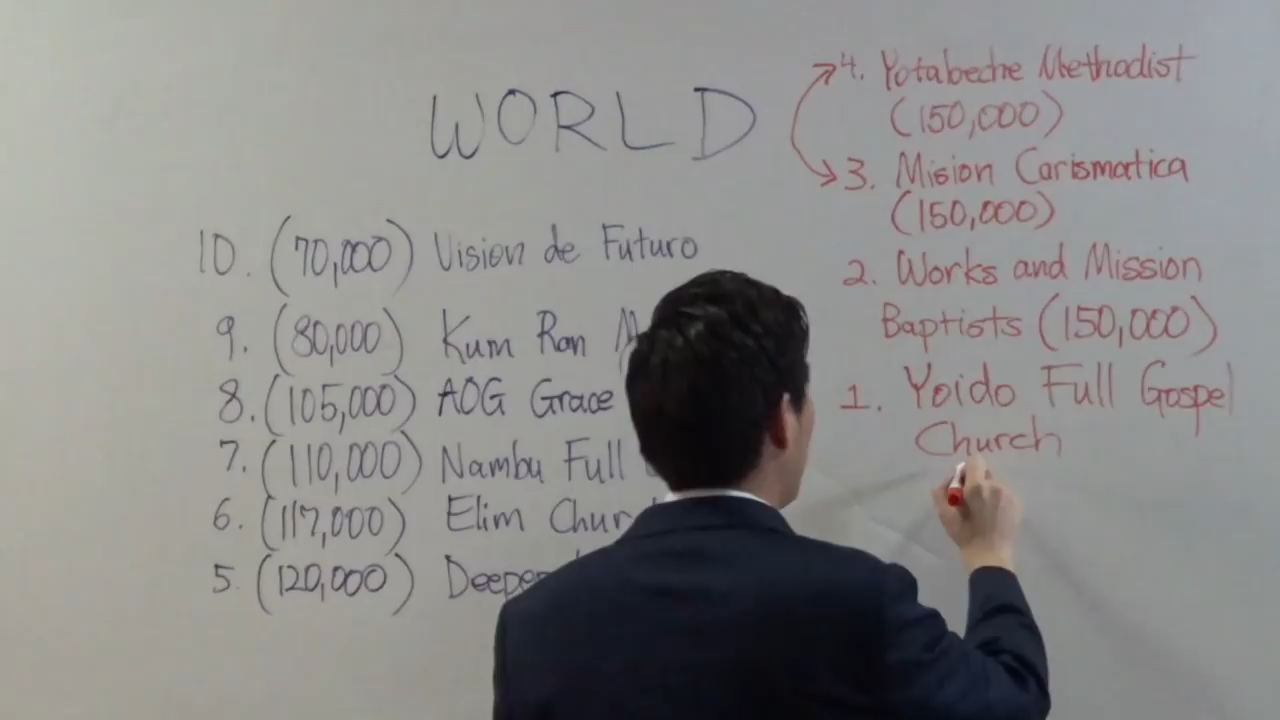 WORLD
10. (70,000) Vision de Futuro
9. (80,000) Kum Ran
8. (105,000) AOG Grace
7. (110,000) Nambu Full
6. (117,000) Elim Chur
5. (120,000) Deeper
4. Yotabeche Methodist
(150,000)
3. Mision Carismatica
(150,000)
2. Works and Mission
Baptists (150,000)
1. Yoido Full Gospel
Church